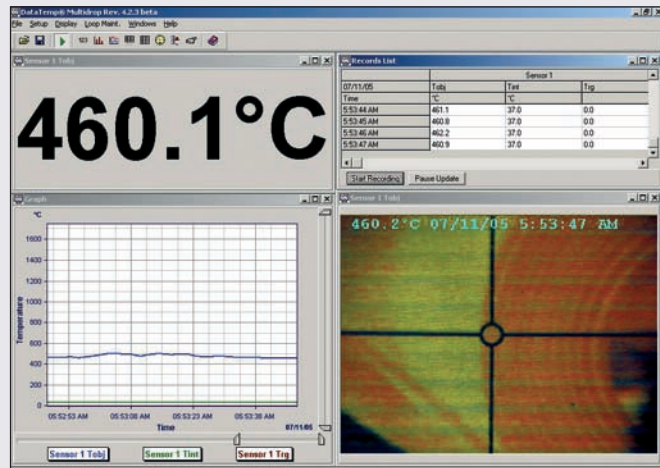 DataTemp® Multidrop Rev. 4.2.3 beta
File Setup Display Loop Maint. Windows Help
123
Sensor 1 Tobj
460.1°C
Records List
Sensor 1
07/11/05 Tobj Tint Trg
Time °C °C
5:53:44 AM 461.1 37.0 0.0
5:53:45 AM 460.8 37.0 0.0
5:53:46 AM 462.2 37.0 0.0
5:53:47 AM 460.9 37.0 0.0
Start Recording Pause Update
Graph
°C
1600
1400
1200
1000
800
600
400
200
0
Temperature
05:52:53 AM 05:53:08 AM 05:53:23 AM 05:53:38 AM
Time 07/11/05
Sensor 1 Tobj Sensor 1 Tint Sensor 1 Trg
Sensor 1 Tobj
460.2°C 07/11/05 5:53:47 AM